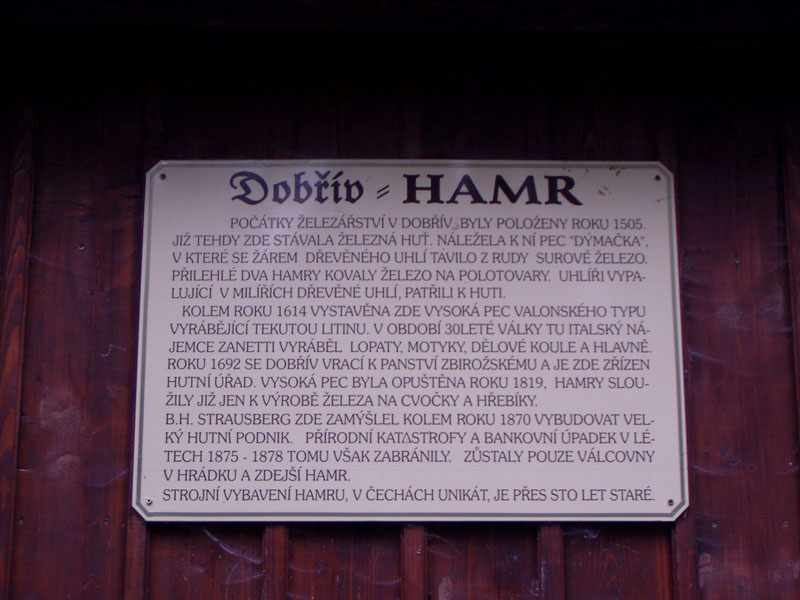 Dobřív - HAMR
POČÁTKY ŽELEZÁŘSTVÍ V DOBŘÍV, BYLY POLOŽENY ROKU 1505.
JIŽ TEHDY ZDE STÁVALA ŽELEZNÁ HUŤ. NÁLEŽELA K NÍ PEC "DÝMAČKA",
V KTERÉ SE ŽÁREM DŘEVĚNÉHO UHLÍ TAVILO Z RUDY SUROVÉ ŽELEZO.
PŘILEHLÉ DVA HAMRY KOVALY ŽELEZO NA POLOTOVARY. UHLÍŘI VYPA-
LUJÍCÍ V MILÍŘÍCH DŘEVĚNÉ UHLÍ, PATŘILI K HUTI.
KOLEM ROKU 1614 VYSTAVĚNA ZDE VYSOKÁ PEC VALONSKÉHO TYPU
VYRÁBĚJÍCÍ TEKUTOU LITINU. V OBDOBÍ 30LETÉ VÁLKY TU ITALSKÝ NÁ-
JEMCE ZANETTI VYRÁBĚL LOPATY, MOTYKY, DĚLOVÉ KOULE A HLAVNĚ.
ROKU 1692 SE DOBŘÍV VRACÍ K PANSTVÍ ZBIROŽSKÉMU A JE ZDE ZŘÍZEN
HUTNÍ ÚŘAD. VYSOKÁ PEC BYLA OPUŠTĚNA ROKU 1819, HAMRY SLOU-
ŽILY JIŽ JEN K VÝROBĚ ŽELEZA NA CVOČKY A HŘEBÍKY.
B.H. STRAUSBERG ZDE ZAMÝŠLEL KOLEM ROKU 1870 VYBUDOVAT VEL-
KÝ HUTNÍ PODNIK. PŘÍRODNÍ KATASTROFY A BANKOVNÍ ÚPADEK V LÉ-
TECH 1875 - 1878 TOMU VŠAK ZABRÁNILY. ZŮSTALY POUZE VÁLCOVNY
V HRÁDKU A ZDEJŠÍ HAMR.
STROJNÍ VYBAVENÍ HAMRU, V ČECHÁCH UNIKÁT, JE PŘES STO LET STARÉ.